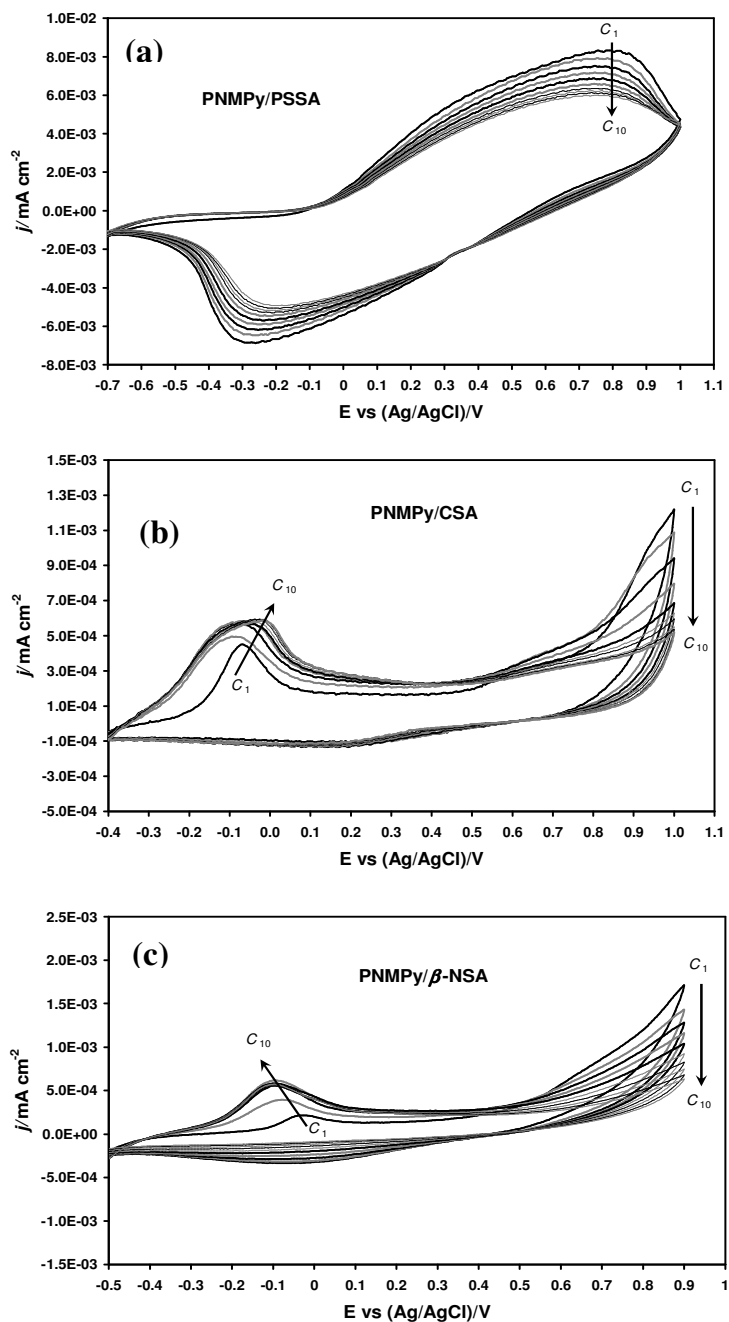 (a)
PNMPy/PSSA
C1
C10
j/mA cm-2
1.0E-02
8.0E-03
6.0E-03
4.0E-03
2.0E-03
0.0E+00
-2.0E-03
-4.0E-03
-6.0E-03
-8.0E-03
-0.7 -0.6 -0.5 -0.4 -0.3 -0.2 -0.1 0 0.1 0.2 0.3 0.4 0.5 0.6 0.7 0.8 0.9 1 1.1
E vs (Ag/AgCl)/V
(b)
PNMPy/CSA
C1
C10
C10
C1
j/mA cm-2
1.5E-03
1.2E-03
9.0E-04
7.0E-04
5.0E-04
3.0E-04
1.0E-04
-1.0E-04
-3.0E-04
-5.0E-04
-0.4 -0.3 -0.2 -0.1 0.0 0.1 0.2 0.3 0.4 0.5 0.6 0.7 0.8 0.9 1.0 1.1
E vs (Ag/AgCl)/V
(c)
PNMPy/β-NSA
C1
C10
C10
C1
j/mA cm-2
2.5E-03
2.0E-03
1.5E-03
1.0E-03
5.0E-04
0.0E+00
-5.0E-04
-1.0E-03
-1.5E-03
-0.5 -0.4 -0.3 -0.2 -0.1 0 0.1 0.2 0.3 0.4 0.5 0.6 0.7 0.8 0.9 1
E vs (Ag/AgCl)/V